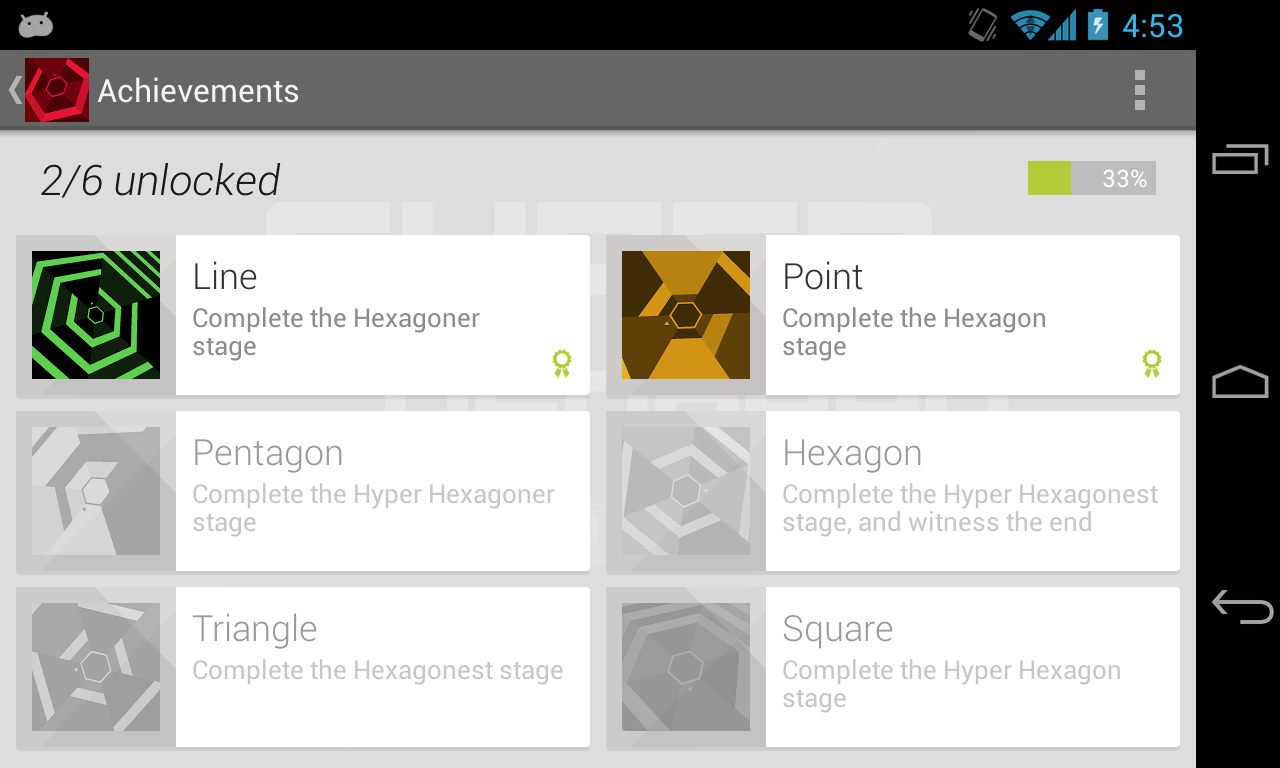 4:53
Achievements
2/6 unlocked
33%
Line
Complete the Hexagoner
stage
Point
Complete the Hexagon
stage
Pentagon
Complete the Hyper Hexagoner
stage
Hexagon
Complete the Hyper Hexagonest
stage, and witness the end
Triangle
Complete the Hexagonest stage
Square
Complete the Hyper Hexagon
stage